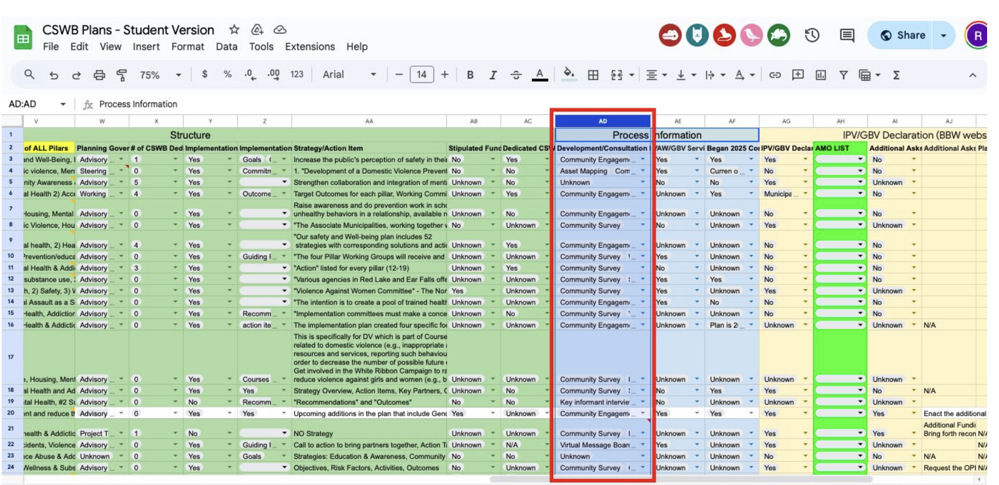 CSWB Plans - Student Version
File Edit View Insert Format Data Tools Extensions Help
Share
R
75% $ % .0 .00 123 Arial 14 B I A Σ
AD:AD fx Process Information
V W X Y Z AA AB AC AD AE AF AG AH AI AJ
1 Structure Process Information IPV/GBV Declaration (BBW webs
2 of ALL Pilars Planning Gover # of CSWB Dedi Implementation Implementation Strategy/Action Item Stipulated Fund Dedicated CSW Development/Consultation VAW/GBV Servi Began 2025 Co IPV/GBV Declar AMO LIST Additional Asks Additional Asks Pla
3 and Well-Being, Advisory ... 1 Yes Goals Increase the public's perception of safety in thei No Yes Community Engagem... Yes Yes Yes No
4 ic violence, Men Steering ... 0 Yes Commitm... 1. "Development of a Domestic Violence Prevent No No Asset Mapping Com... Yes Curren o ... No No
5 nity Awareness Advisory ... 5 Yes Strengthen collaboration and integration of ment Unknown No Unknown No No Yes Unknown
6 al Health 2) Acce Working ... 4 Yes Outcome... Target Outcomes for each pillar, Working Commi Unknown Yes Community Engagem... Unknown Yes Municipa ... No
Raise awareness and do prevention work in scho
7 Housing, Mental Advisory ... 0 Yes unhealthy behaviors in a relationship, available r Unknown No Community Engagem... Unknown Unknown No No
8 ic Violence, Hou Advisory ... 0 Yes "The Associate Municipalities, working together No Unknown Community Survey No No Yes Unknown
"Our safety and Well-being plan includes 52
9 al health, 2) Hea Advisory ... 4 Yes strategies with corresponding solutions and acti Unknown Yes Community Engagem... Unknown Unknown No No
10 Prevention/educa Advisory ... 0 Yes Guiding ... "The four Pillar Working Groups will receive and Unknown Unknown Community Survey ... Yes Unknown No No
11 al Health & Addi Advisory ... 3 Yes "Action" listed for every pillar (12-19) Unknown Yes Community Survey No Unknown No No
12 substance use, Advisory ... 0 Yes "Various agencies in Red Lake and Ear Falls offe Unknown Unknown Community Survey ... Yes Yes No No
13 h, 2) Safety, 3) V Advisory ... 0 Yes "Violence Against Women Committee" - The Nor Yes Unknown Community Survey Yes Unknown Yes Unknown
14 al Assault as a S Advisory ... 0 Yes "The intention is to create a pool of trained healt Unknown Unknown Community Engagem... Yes No No No
15 Health, Addiction Advisory ... 0 Yes Recomm... "Implementation committees must make a conce Unknown No Community Survey ... Unknown Unknown No No
16 Health & Addictic Advisory ... 0 Yes action ite... The implementation plan created four specific fo Unknown Unknown Community Engagem... Unknown Plan is 2 ... Unknown Unknown N/A
This is specifically for DV which is part of Course
related to domestic violence (e.g., inappropriate
resources and services, reporting such behaviou
order to decrease the number of possible future
Get involved in the White Ribbon Campaign to ra
17 e, Housing, Ment Advisory ... 0 Yes Courses ... reduce violence against girls and women (e.g., b Unknown Unknown Community Survey ... Unknown Unknown Unknown Unknown
18 al Health and Ad Advisory ... 0 Yes Yes Strategy Overview, Action Items, Key Partners, Unknown No Community Survey ... No Yes Yes No N/A
19 ntal Health, #2 Su Advisory ... 0 No Recomm... "Recommendations" and "Outcomes" No No Key informant intervie... No Unknown Unknown Unknown
20 ent and reduce th Advisory ... 0 Yes Yes Upcoming additions in the plan that include Gen Yes Unknown Community Engagem... Yes Yes Yes Yes Enact the additional
Additional Fundi
21 health & Addictio Project T... 1 No NO Strategy Unknown Unknown Community Survey ... Unknown Unknown Yes Yes Bring forth recon N/A
22 cidents, Violence Advisory ... 0 Yes Guiding ... Call to action to bring partners together, Action T Unknown N/A Virtual Message Boar... Yes Unknown Yes Unknown N/A
23 ce Abuse & Add Unknown 0 Yes Goals Strategies: Education & Awareness, Community No No Unknown Unknown Unknown No No N/A N/A
24 Wellness & Subs Advisory ... 0 Yes Objectives, Risk Factors, Activities, Outcomes No Unknown Community Survey ... Unknown Unknown Yes Unknown Request the OPI N/A